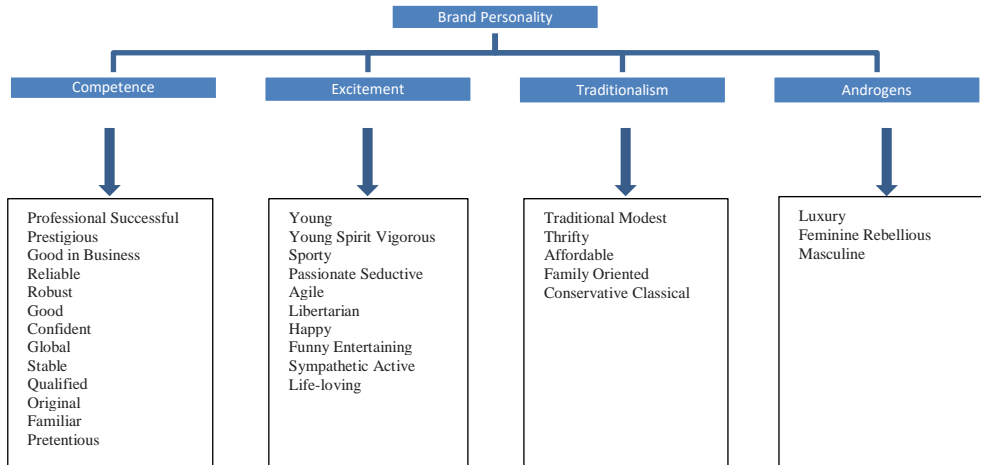 Brand Personality
Competence
Excitement
Traditionalism
Androgens
Professional Successful
Prestigious
Good in Business
Reliable
Robust
Good
Confident
Global
Stable
Qualified
Original
Familiar
Pretentious
Young
Young Spirit Vigorous
Sporty
Passionate Seductive
Agile
Libertarian
Happy
Funny Entertaining
Sympathetic Active
Life-loving
Traditional Modest
Thrifty
Affordable
Family Oriented
Conservative Classical
Luxury
Feminine Rebellious
Masculine